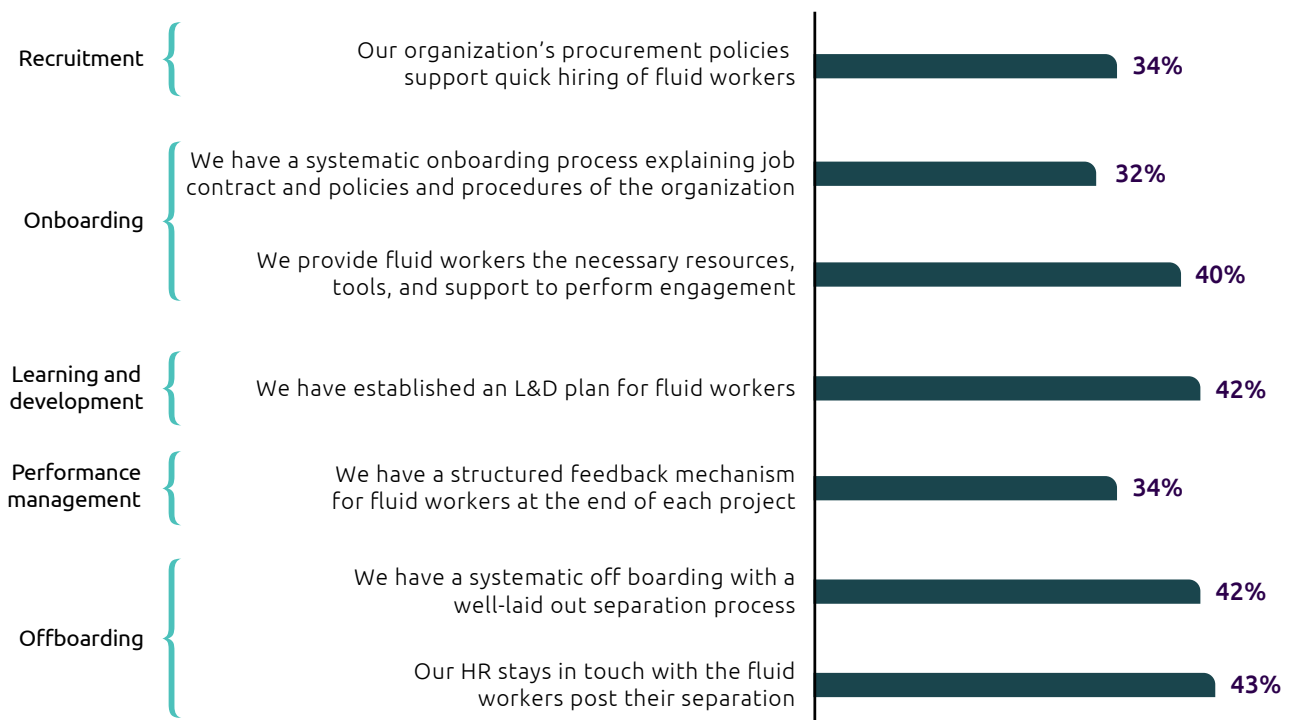 Recruitment
Our organization’s procurement policies
support quick hiring of fluid workers
34%
Onboarding
We have a systematic onboarding process explaining job
contract and policies and procedures of the organization
32%
We provide fluid workers the necessary resources,
tools, and support to perform engagement
40%
Learning and
development
We have established an L&D plan for fluid workers
42%
Performance
management
We have a structured feedback mechanism
for fluid workers at the end of each project
34%
Offboarding
We have a systematic off boarding with a
well-laid out separation process
42%
Our HR stays in touch with the fluid
workers post their separation
43%